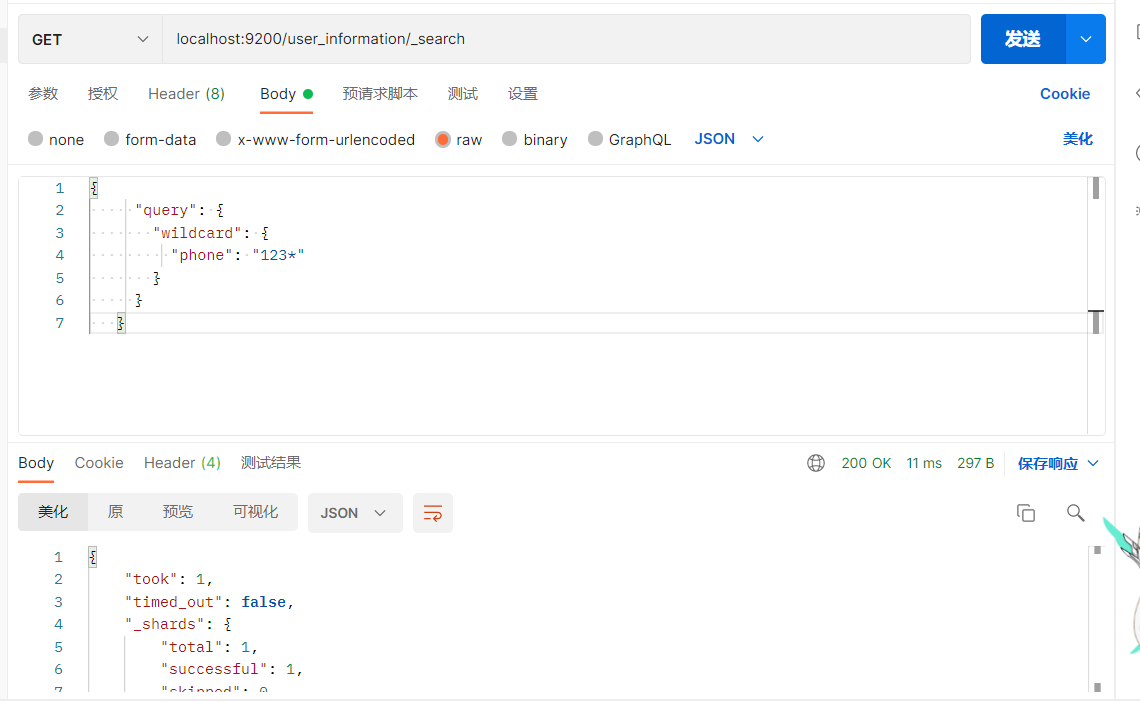 GET localhost:9200/user_information/_search 发送
参数 授权 Header (8) Body 预请求脚本 测试 设置 Cookie
none form-data x-www-form-urlencoded raw binary GraphQL JSON 美化
1 {
2 "query": {
3 "wildcard": {
4 "phone": "123*"
5 }
6 }
7 }
Body Cookie Header (4) 测试结果 200 OK 11 ms 297 B 保存响应
美化 原 预览 可视化 JSON
1 {
2 "took": 1,
3 "timed_out": false,
4 "_shards": {
5 "total": 1,
6 "successful": 1,
7 "skipped": 0